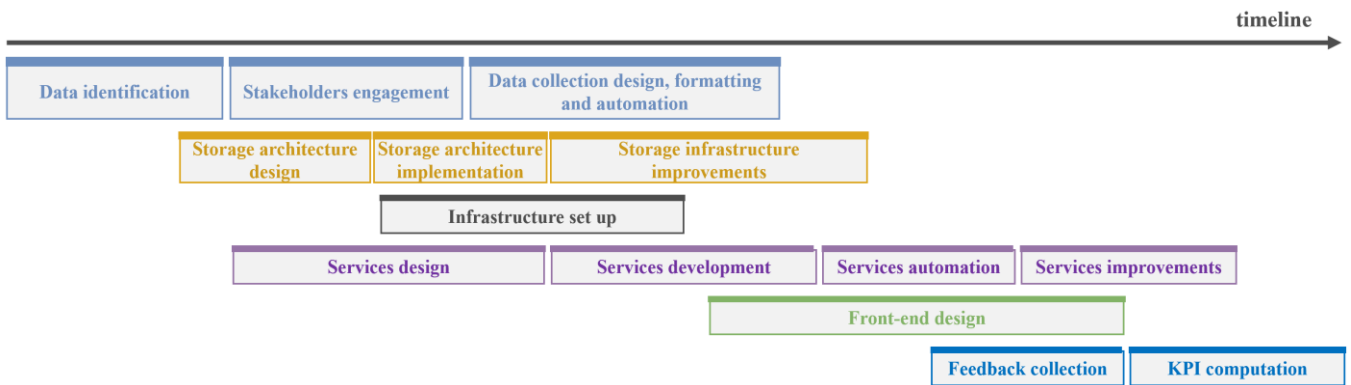 timeline
Data identification
Stakeholders engagement
Data collection design, formatting
and automation
Storage architecture
design
Storage architecture
implementation
Storage infrastructure
improvements
Infrastructure set up
Services design
Services development
Services automation
Services improvements
Front-end design
Feedback collection
KPI computation